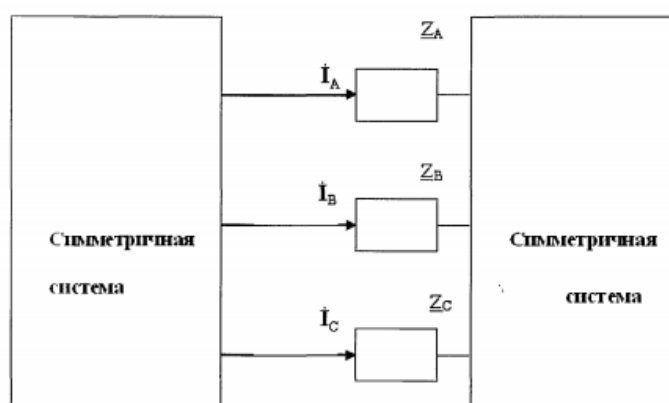 Z_A
İ_A
Z_B
İ_B
Симметричная
система
Симметричная
система
Z_C
İ_C